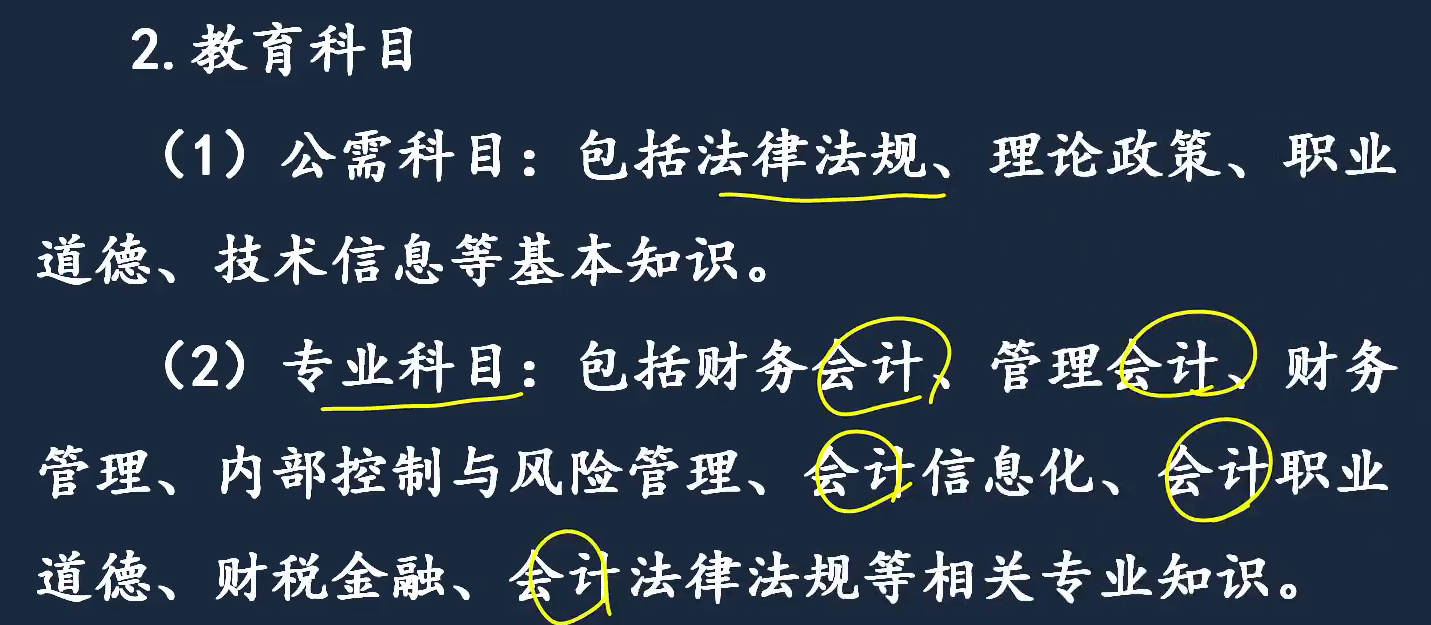 2.教育科目
（1）公需科目：包括法律法规、理论政策、职业
道德、技术信息等基本知识。
（2）专业科目：包括财务会计、管理会计、财务
管理、内部控制与风险管理、会计信息化、会计职业
道德、财税金融、会计法律法规等相关专业知识。